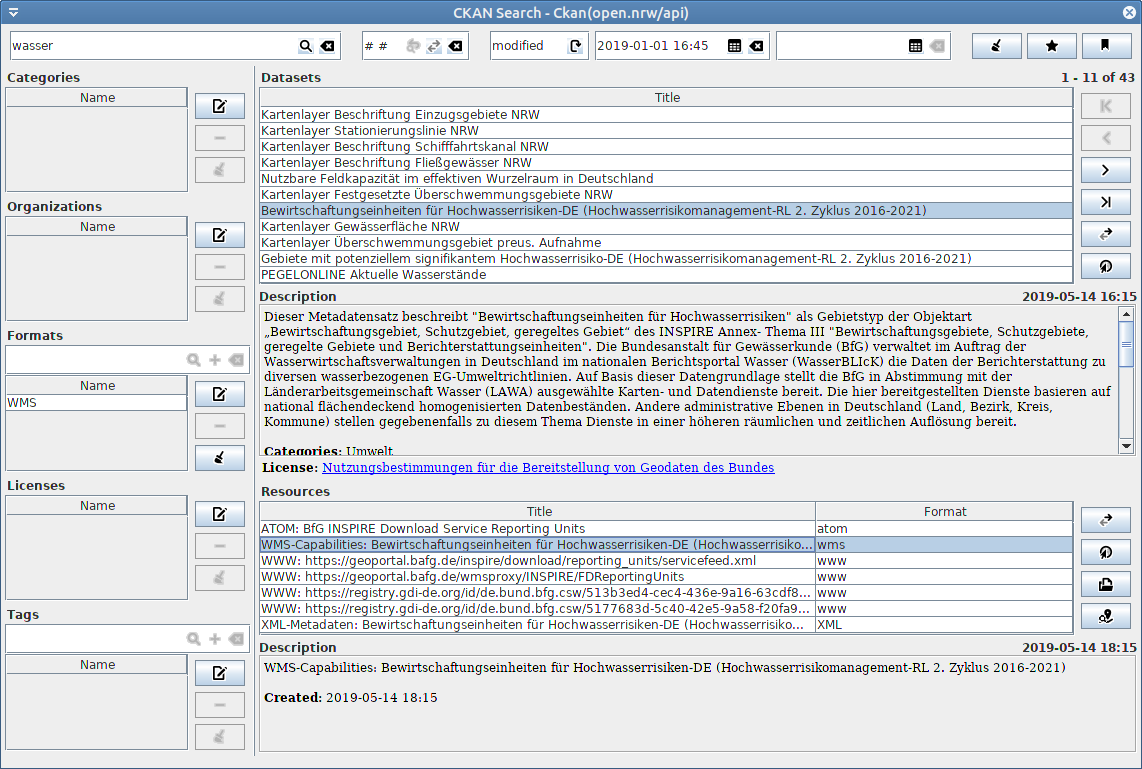 CKAN Search - Ckan(open.nrw/api)
wasser
# #
modified
2019-01-01 16:45
Categories
Name
Organizations
Name
Formats
Name
WMS
Licenses
Name
Tags
Name
Datasets
1 - 11 of 43
Title
Kartenlayer Beschriftung Einzugsgebiete NRW
Kartenlayer Stationierungslinie NRW
Kartenlayer Beschriftung Schifffahrtskanal NRW
Kartenlayer Beschriftung Fließgewässer NRW
Nutzbare Feldkapazität im effektiven Wurzelraum in Deutschland
Kartenlayer Festgesetzte Überschwemmungsgebiete NRW
Bewirtschaftungseinheiten für Hochwasserrisiken-DE (Hochwasserrisikomanagement-RL 2. Zyklus 2016-2021)
Kartenlayer Gewässerfläche NRW
Kartenlayer Überschwemmungsgebiet preus. Aufnahme
Gebiete mit potenziellem signifikantem Hochwasserrisiko-DE (Hochwasserrisikomanagement-RL 2. Zyklus 2016-2021)
PEGELONLINE Aktuelle Wasserstände
Description
2019-05-14 16:15
Dieser Metadatensatz beschreibt "Bewirtschaftungseinheiten für Hochwasserrisiken" als Gebietstyp der Objektart
„Bewirtschaftungsgebiet, Schutzgebiet, geregeltes Gebiet“ des INSPIRE Annex- Thema III "Bewirtschaftungsgebiete, Schutzgebiete,
geregelte Gebiete und Berichterstattungseinheiten". Die Bundesanstalt für Gewässerkunde (BfG) verwaltet im Auftrag der
Wasserwirtschaftsverwaltungen in Deutschland im nationalen Berichtsportal Wasser (WasserBLIcK) die Daten der Berichterstattung zu
diversen wasserbezogenen EG-Umweltrichtlinien. Auf Basis dieser Datengrundlage stellt die BfG in Abstimmung mit der
Länderarbeitsgemeinschaft Wasser (LAWA) ausgewählte Karten- und Datendienste bereit. Die hier bereitgestellten Dienste basieren auf
national flächendeckend homogenisierten Datenbeständen. Andere administrative Ebenen in Deutschland (Land, Bezirk, Kreis,
Kommune) stellen gegebenenfalls zu diesem Thema Dienste in einer höheren räumlichen und zeitlichen Auflösung bereit.
Categories: Umwelt
License: Nutzungsbestimmungen für die Bereitstellung von Geodaten des Bundes
Resources
Title Format
ATOM: BfG INSPIRE Download Service Reporting Units atom
WMS-Capabilities: Bewirtschaftungseinheiten für Hochwasserrisiken-DE (Hochwasserrisiko... wms
WWW: https://geoportal.bafg.de/inspire/download/reporting_units/servicefeed.xml www
WWW: https://geoportal.bafg.de/wmsproxy/INSPIRE/FDReportingUnits www
WWW: https://registry.gdi-de.org/id/de.bund.bfg.csw/513b3ed4-cec4-436e-9a16-63cdf8... www
WWW: https://registry.gdi-de.org/id/de.bund.bfg.csw/5177683d-5c40-42e5-9a58-f20fa9... www
XML-Metadaten: Bewirtschaftungseinheiten für Hochwasserrisiken-DE (Hochwasserrisiko... XML
Description
2019-05-14 18:15
WMS-Capabilities: Bewirtschaftungseinheiten für Hochwasserrisiken-DE (Hochwasserrisikomanagement-RL 2. Zyklus 2016-2021)
Created: 2019-05-14 18:15